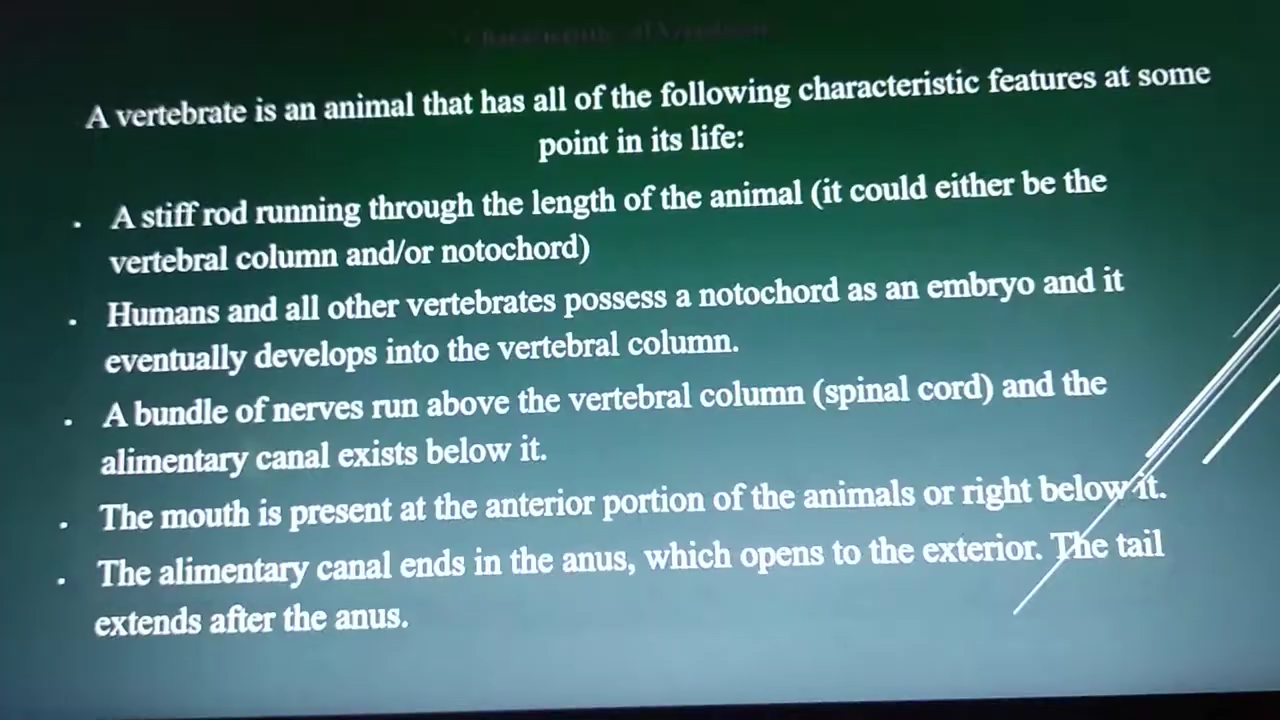 A vertebrate is an animal that has all of the following characteristic features at some
point in its life:
. A stiff rod running through the length of the animal (it could either be the
vertebral column and/or notochord)
. Humans and all other vertebrates possess a notochord as an embryo and it
eventually develops into the vertebral column.
. A bundle of nerves run above the vertebral column (spinal cord) and the
alimentary canal exists below it.
. The mouth is present at the anterior portion of the animals or right below it.
. The alimentary canal ends in the anus, which opens to the exterior. The tail
extends after the anus.